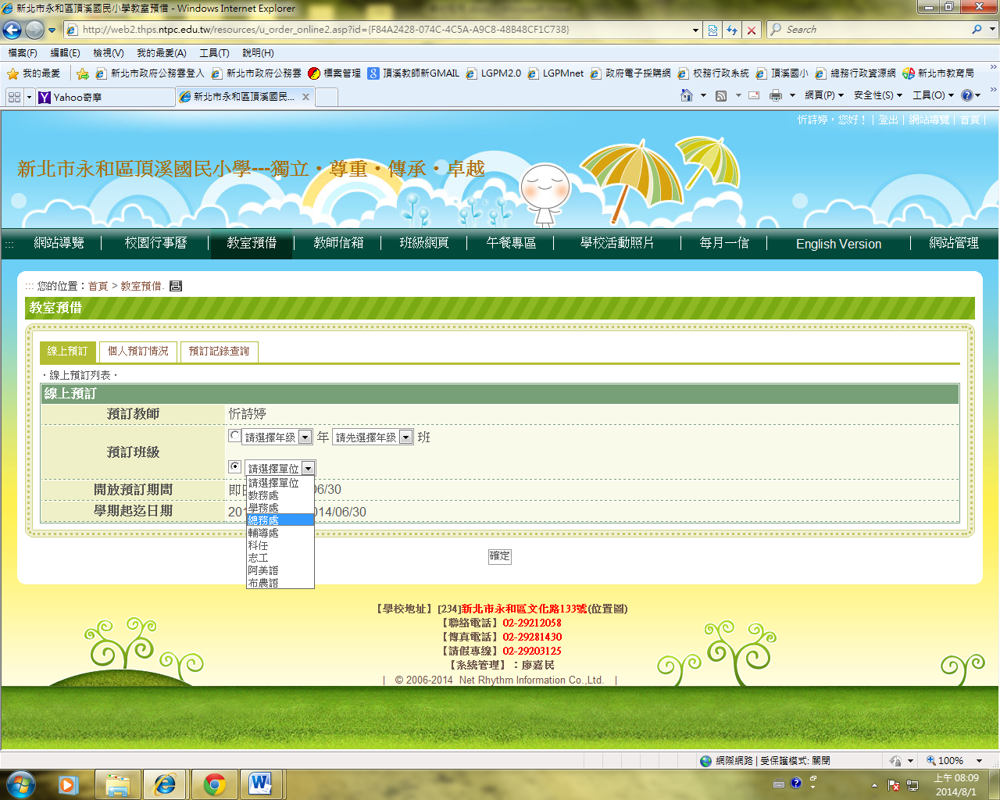 新北市永和區頂溪國民小學教室預借 - Windows Internet Explorer
http://web2.thps.ntpc.edu.tw/resources/u_order_online2.asp?id={F84A2428-074C-4C5A-A9C8-48B48CF1C738}
Search
檔案(F) 編輯(E) 檢視(V) 我的最愛(A) 工具(T) 說明(H)
我的最愛 新北市政府公務雲登入 新北市政府公務雲 標案管理 頂溪教師新GMAIL LGPM2.0 LGPMnet 政府電子採購網 校務行政系統 頂溪國小 總務行政資源網 新北市教育局
Yahoo奇摩 新北市永和區頂溪國民... 網頁(P) 安全性(S) 工具(O)
忻詩婷，您好！ | 登出 | 網站導覽 | 首頁 |
新北市永和區頂溪國民小學---獨立‧尊重‧傳承‧卓越
::: 網站導覽 | 校園行事曆 | 教室預借 | 教師信箱 | 班級網頁 | 午餐專區 | 學校活動照片 | 每月一信 | English Version | 網站管理
::: 您的位置：首頁 > 教室預借.
教室預借
線上預訂 個人預訂情況 預訂記錄查詢
‧線上預訂列表‧
線上預訂
預訂教師 忻詩婷
預訂班級 請選擇年級 年 請先選擇年級 班
請選擇單位
請選擇單位
教務處
學務處
總務處
輔導處
科任
志工
阿美語
布農語
開放預訂期間 即 06/30
學期起迄日期 201 014/06/30
確定
【學校地址】[234]新北市永和區文化路133號(位置圖)
【聯絡電話】02-29212058
【傳真電話】02-29281430
【請假專線】02-29203125
【系統管理】：廖嘉民
| © 2006-2014 Net Rhythm Information Co.,Ltd. |
網際網路 | 受保護模式: 關閉 100%
上午 08:09
2014/8/1